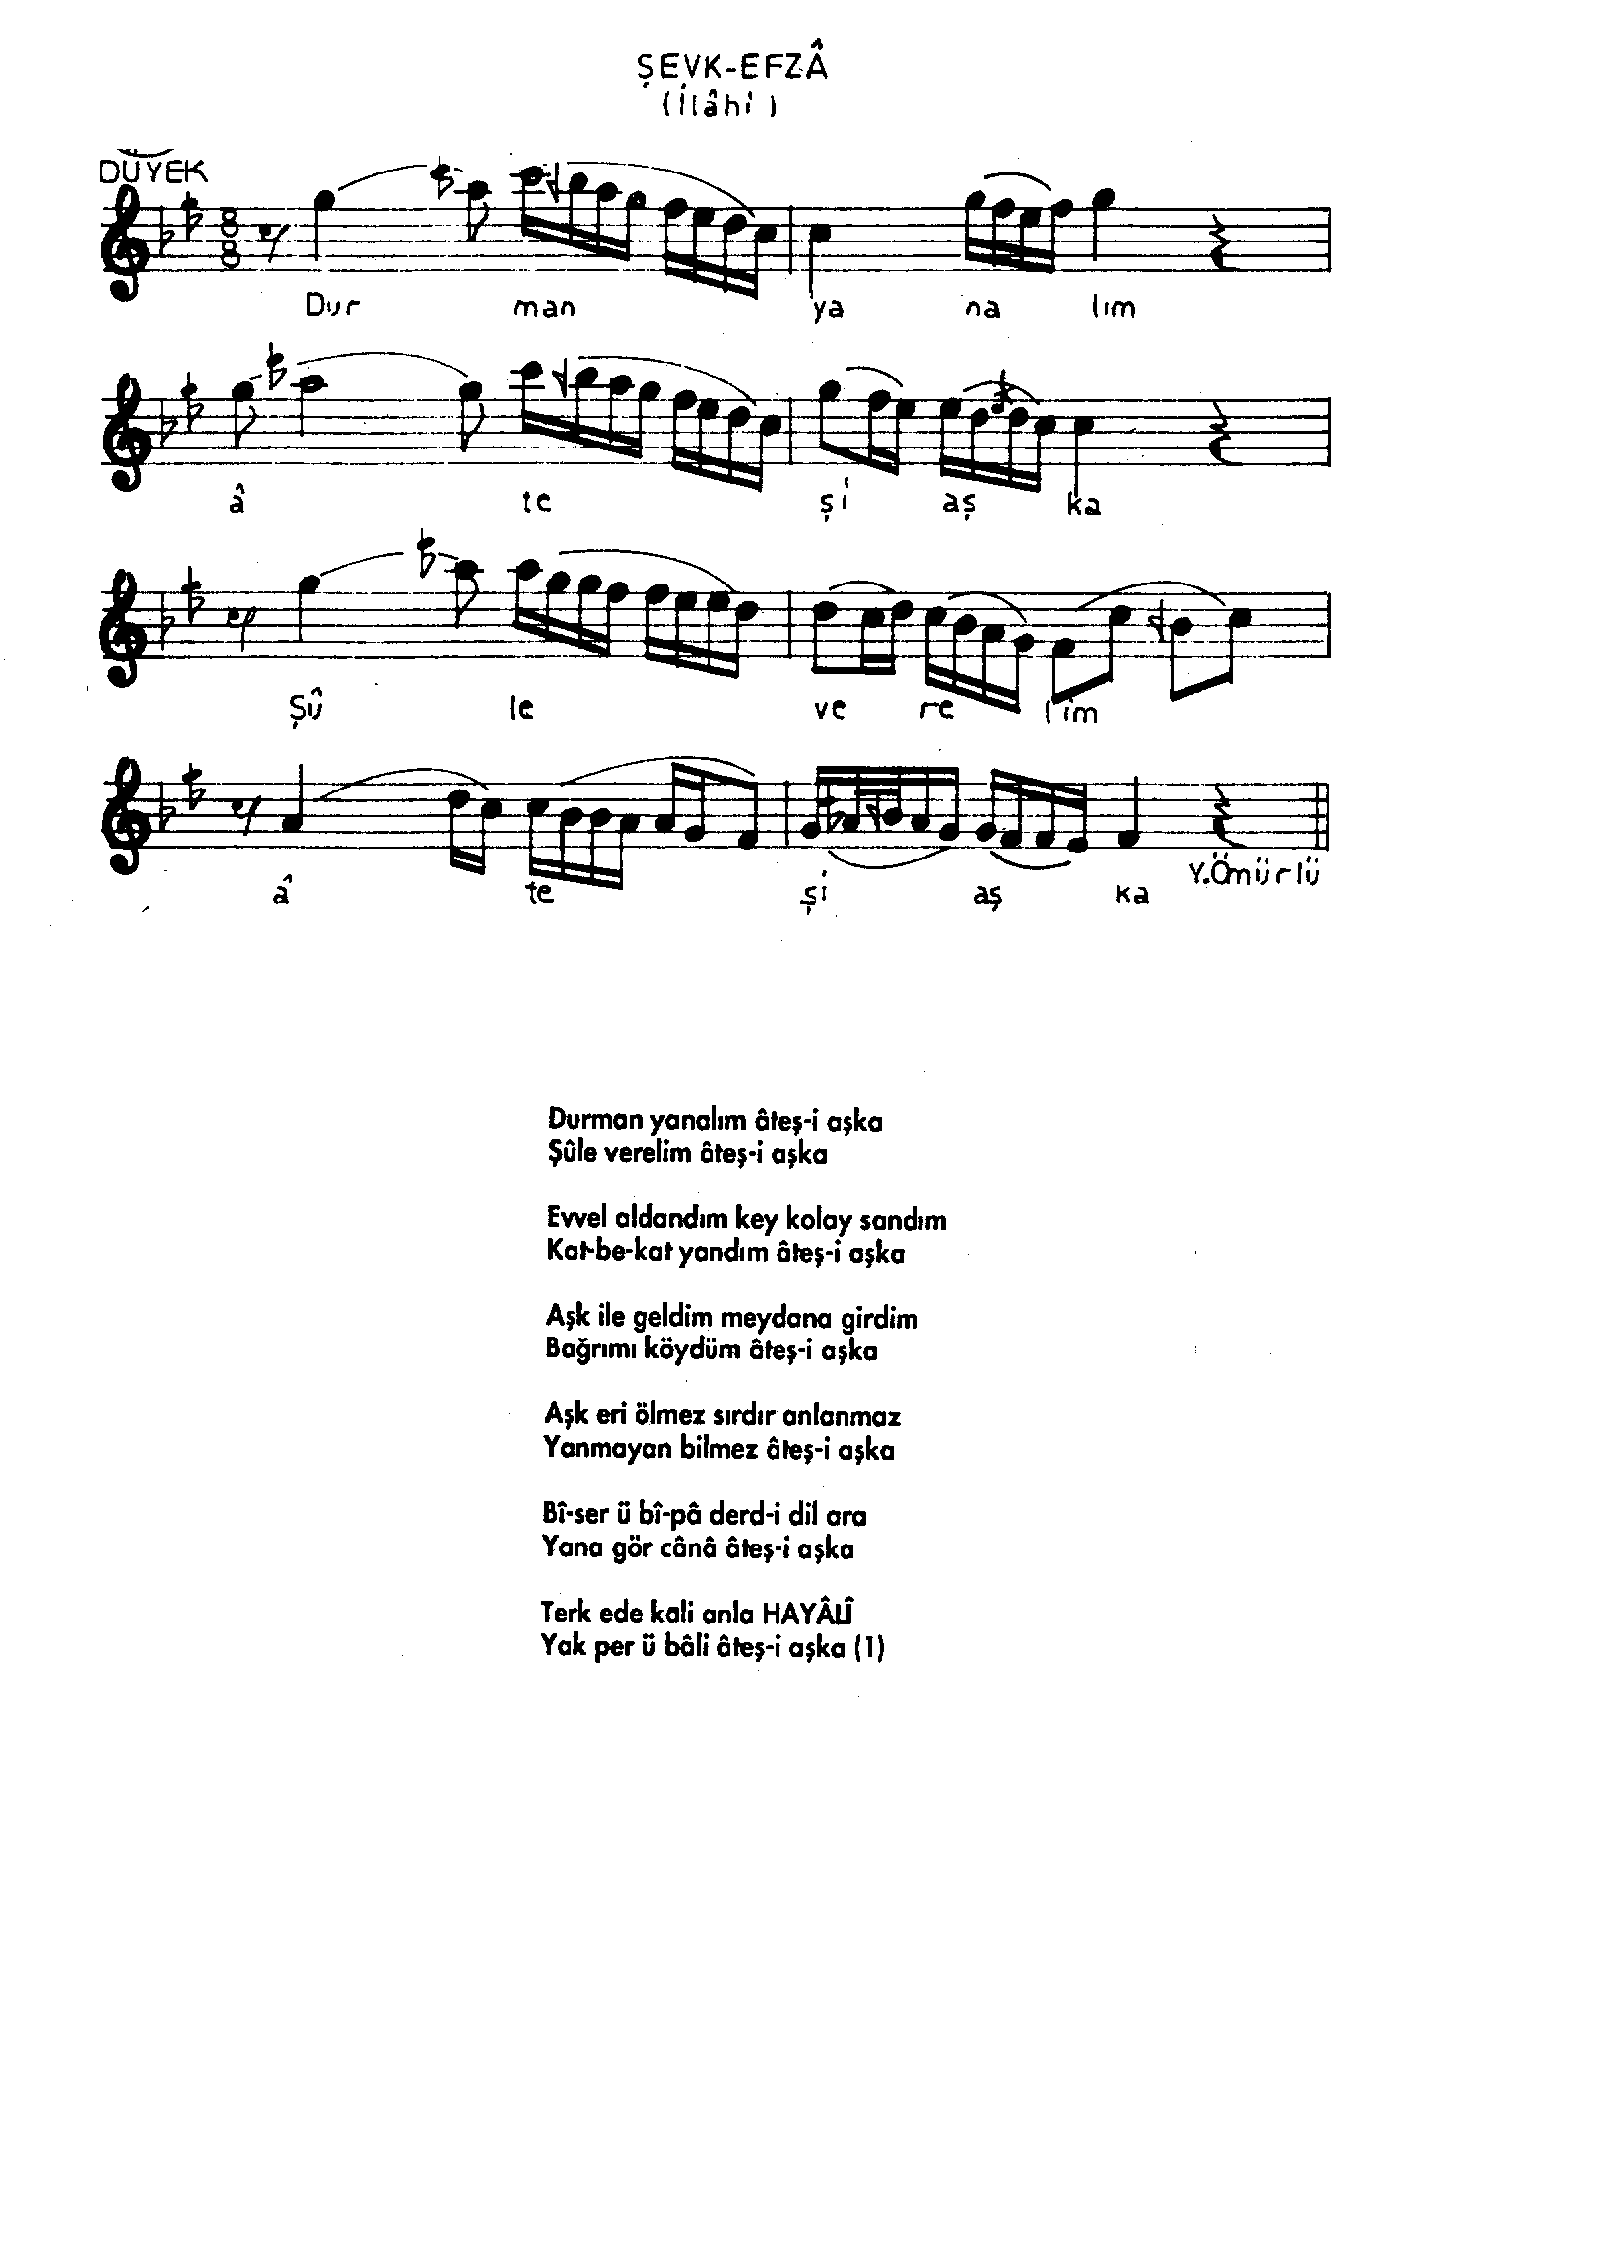 ŞEVK-EFZÂ
(İlâhi)
DÜYEK
8
8
Dur man ya na lım
â te şi aş ka
Şû le ve re lim
â te şi aş ka
Y.Ömürlü
Durman yanalım âteş-i aşka
Şûle verelim âteş-i aşka
Evvel aldandım key kolay sandım
Kat-be-kat yandım âteş-i aşka
Aşk ile geldim meydana girdim
Bağrımı köydüm âteş-i aşka
Aşk eri ölmez sırdır anlanmaz
Yanmayan bilmez âteş-i aşka
Bî-ser ü bî-pâ derd-i dil ara
Yana gör cânâ âteş-i aşka
Terk ede kali anla HAYÂLÎ
Yak per ü bâli âteş-i aşka (1)